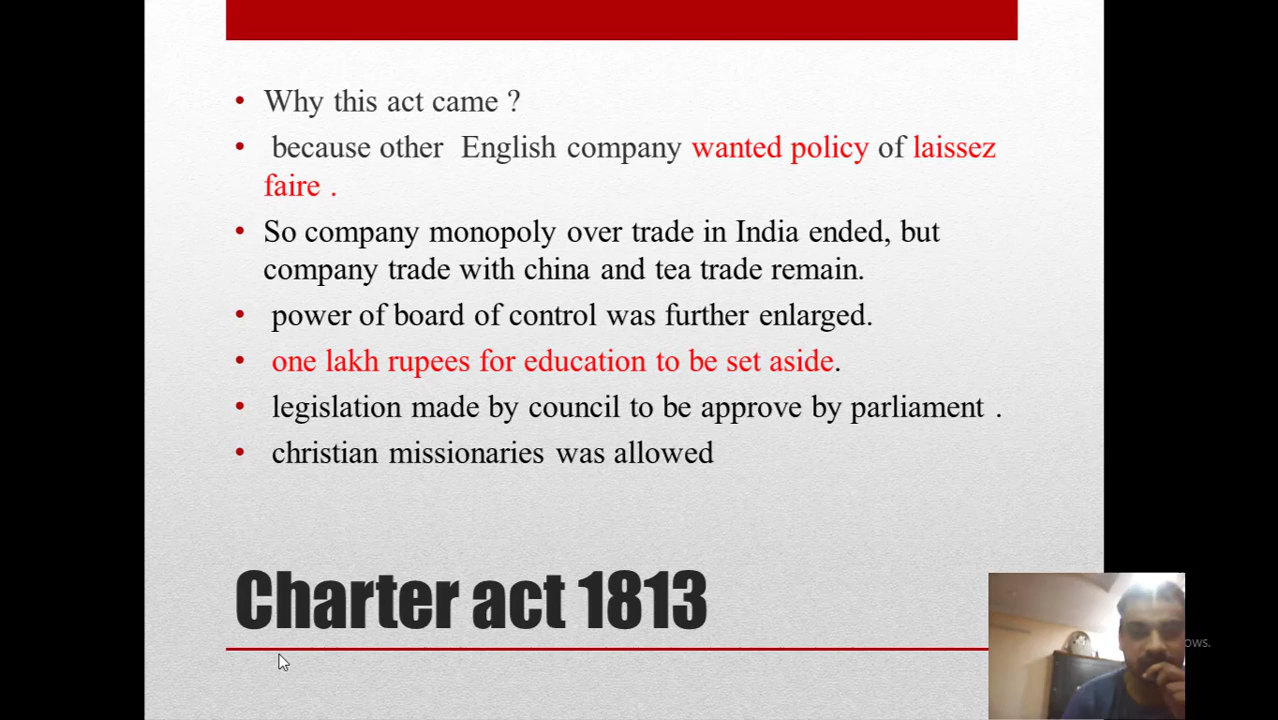 • Why this act came ?
• because other English company wanted policy of laissez
faire .
• So company monopoly over trade in India ended, but
company trade with china and tea trade remain.
• power of board of control was further enlarged.
• one lakh rupees for education to be set aside.
• legislation made by council to be approve by parliament .
• christian missionaries was allowed
Charter act 1813
ows.